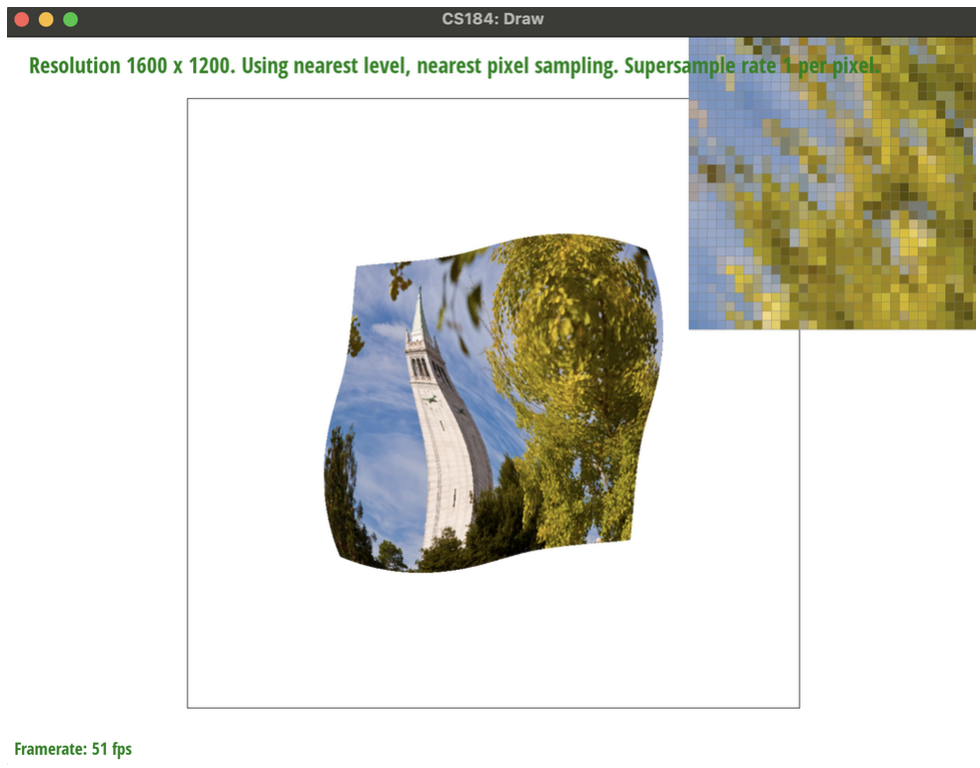 CS184: Draw
Resolution 1600 x 1200. Using nearest level, nearest pixel sampling. Supersample rate 1 per pixel.
Framerate: 51 fps